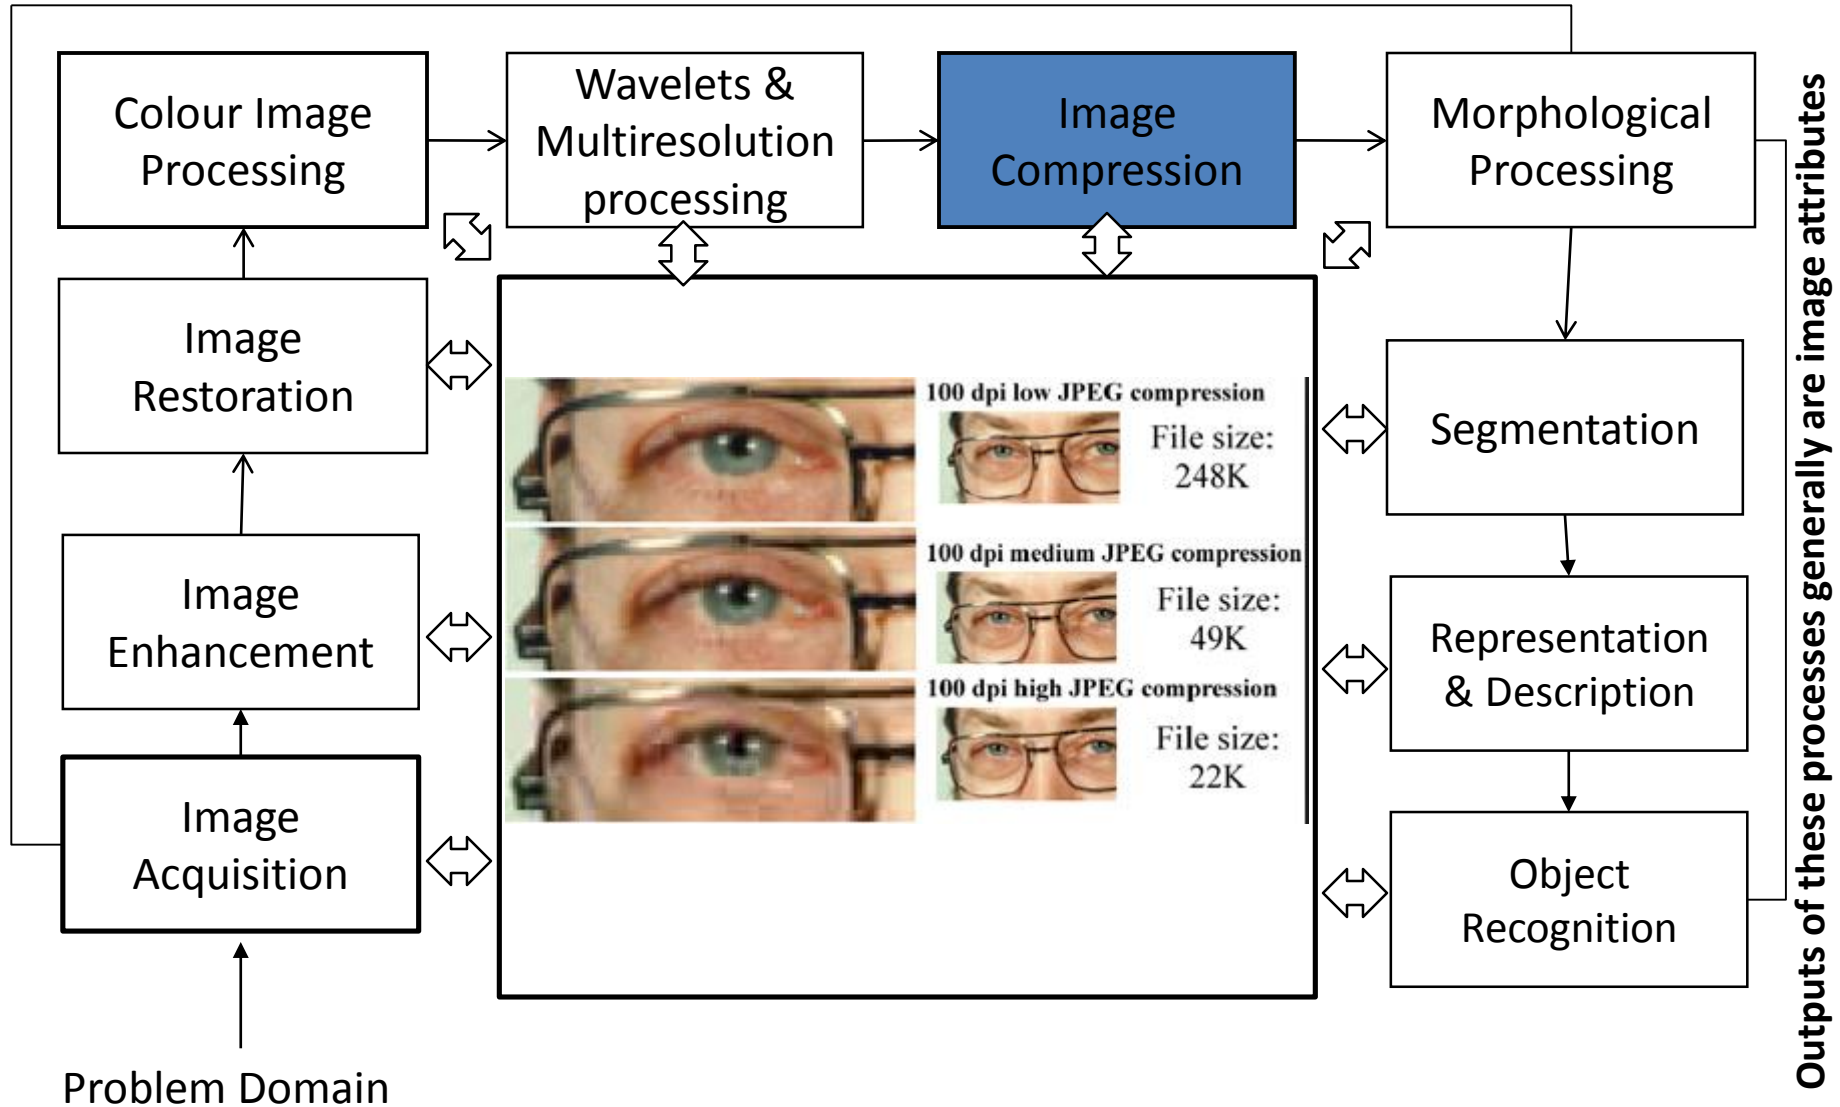 Colour Image
Processing
Wavelets &
Multiresolution
processing
Image
Compression
Morphological
Processing
Image
Restoration
Image
Enhancement
Image
Acquisition
Problem Domain
100 dpi low JPEG compression
File size:
248K
100 dpi medium JPEG compression
File size:
49K
100 dpi high JPEG compression
File size:
22K
Segmentation
Representation
& Description
Object
Recognition
Outputs of these processes generally are image attributes